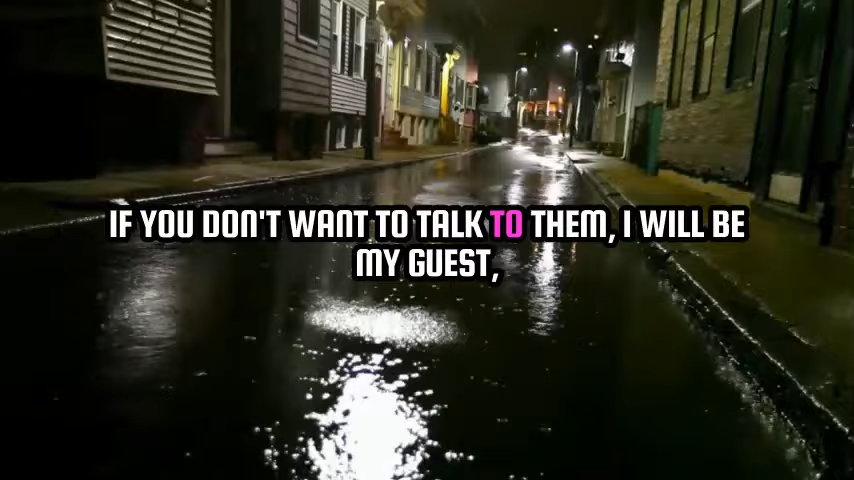 IF YOU DON'T WANT TO TALK TO THEM, I WILL BE
MY GUEST,